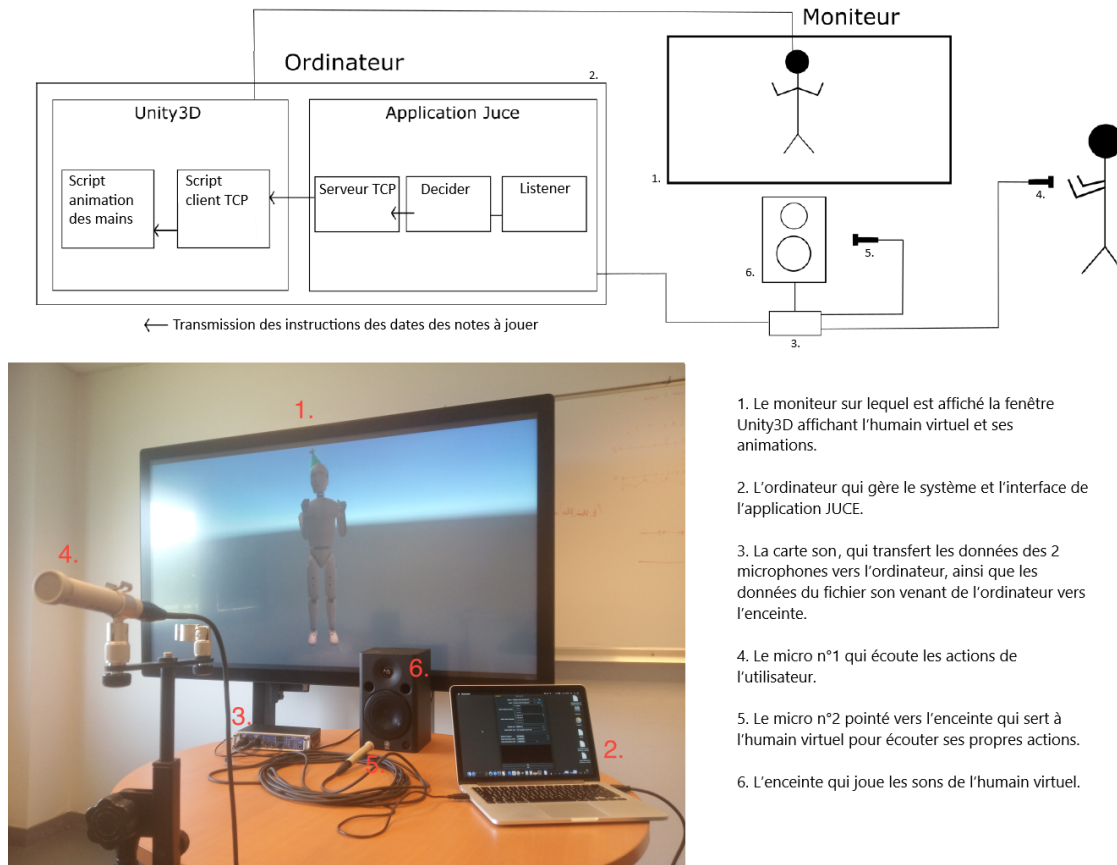 Moniteur
Ordinateur
2.
Unity3D
Application Juce
Script
animation
des mains
Script
client TCP
Serveur TCP
Decider
Listener
1.
4.
5.
6.
3.
Transmission des instructions des dates des notes à jouer
1.
4.
6.
3.
5.
2.
1. Le moniteur sur lequel est affiché la fenêtre
Unity3D affichant l'humain virtuel et ses
animations.
2. L'ordinateur qui gère le système et l'interface de
l'application JUCE.
3. La carte son, qui transfert les données des 2
microphones vers l'ordinateur, ainsi que les
données du fichier son venant de l'ordinateur vers
l'enceinte.
4. Le micro n°1 qui écoute les actions de
l'utilisateur.
5. Le micro n°2 pointé vers l'enceinte qui sert à
l'humain virtuel pour écouter ses propres actions.
6. L'enceinte qui joue les sons de l'humain virtuel.